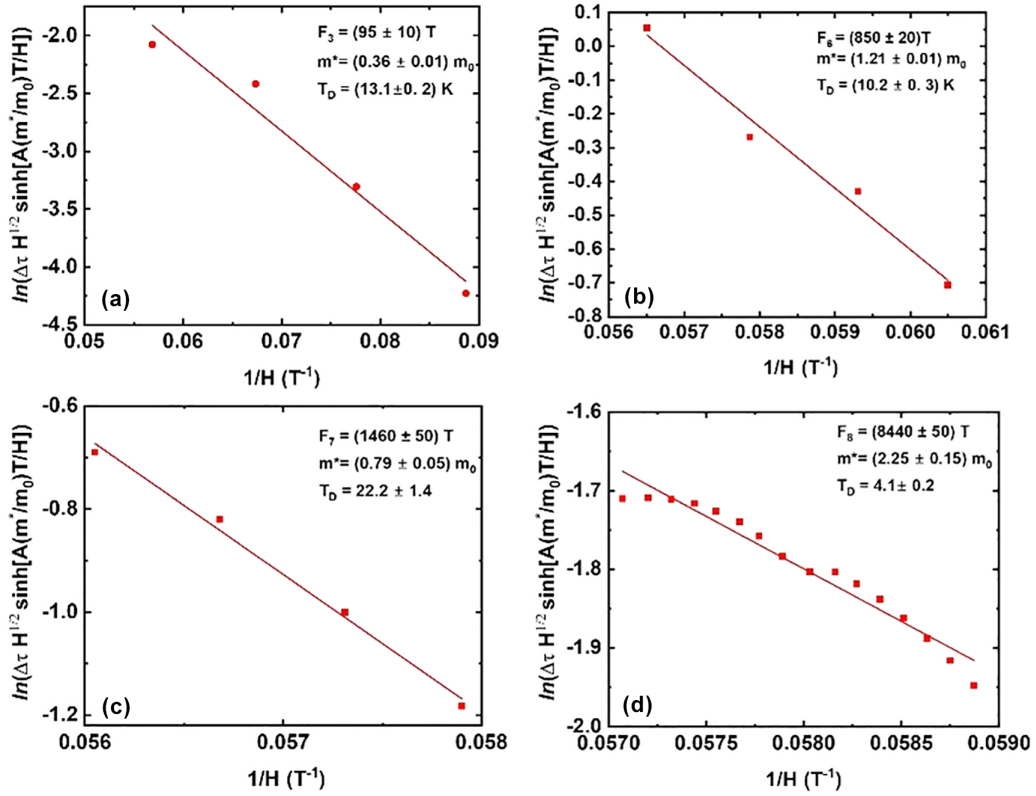 F₃ = (95 ± 10) T
m*= (0.36 ± 0.01) m₀
T_D = (13.1±0. 2) K
-2.0
-2.5
-3.0
-3.5
-4.0
-4.5
(a)
0.05 0.06 0.07 0.08 0.09
1/H (T⁻¹)
ln(Δτ H^1/2 sinh[A(m*/m₀)T/H])
F₆ = (850 ± 20)T
m*= (1.21 ± 0.01) m₀
T_D = (10.2 ± 0. 3) K
0.1
0.0
-0.1
-0.2
-0.3
-0.4
-0.5
-0.6
-0.7
-0.8
(b)
0.056 0.057 0.058 0.059 0.060 0.061
1/H (T⁻¹)
ln(Δτ H^1/2 sinh[A(m*/m₀)T/H])
F₇ = (1460 ± 50) T
m*= (0.79 ± 0.05) m₀
T_D = 22.2 ± 1.4
-0.6
-0.8
-1.0
-1.2
(c)
0.056 0.057 0.058
1/H (T⁻¹)
ln(Δτ H^1/2 sinh[A(m*/m₀)T/H])
F₈ = (8440 ± 50) T
m*= (2.25 ± 0.15) m₀
T_D = 4.1± 0.2
-1.6
-1.7
-1.8
-1.9
-2.0
(d)
0.0570 0.0575 0.0580 0.0585 0.0590
1/H (T⁻¹)
ln(Δτ H^1/2 sinh[A(m*/m₀)T/H])